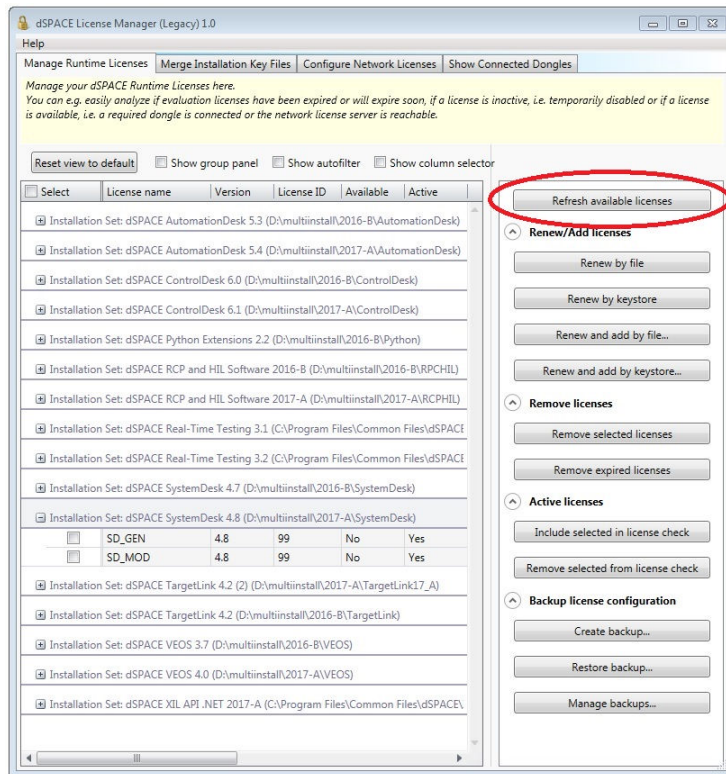 dSPACE License Manager (Legacy) 1.0
Help
Manage Runtime Licenses Merge Installation Key Files Configure Network Licenses Show Connected Dongles
Manage your dSPACE Runtime Licenses here.
You can e.g. easily analyze if evaluation licenses have been expired or will expire soon, if a license is inactive, i.e. temporarily disabled or if a license
is available, i.e. a required dongle is connected or the network license server is reachable.
Reset view to default Show group panel Show autofilter Show column selector
Select License name Version License ID Available Active
Installation Set: dSPACE AutomationDesk 5.3 (D:\multiinstall\2016-B\AutomationDesk)
Installation Set: dSPACE AutomationDesk 5.4 (D:\multiinstall\2017-A\AutomationDesk)
Installation Set: dSPACE ControlDesk 6.0 (D:\multiinstall\2016-B\ControlDesk)
Installation Set: dSPACE ControlDesk 6.1 (D:\multiinstall\2017-A\ControlDesk)
Installation Set: dSPACE Python Extensions 2.2 (D:\multiinstall\2016-B\Python)
Installation Set: dSPACE RCP and HIL Software 2016-B (D:\multiinstall\2016-B\RPCHIL)
Installation Set: dSPACE RCP and HIL Software 2017-A (D:\multiinstall\2017-A\RCPHIL)
Installation Set: dSPACE Real-Time Testing 3.1 (C:\Program Files\Common Files\dSPACE
Installation Set: dSPACE Real-Time Testing 3.2 (C:\Program Files\Common Files\dSPACE
Installation Set: dSPACE SystemDesk 4.7 (D:\multiinstall\2016-B\SystemDesk)
Installation Set: dSPACE SystemDesk 4.8 (D:\multiinstall\2017-A\SystemDesk)
SD_GEN 4.8 99 No Yes
SD_MOD 4.8 99 No Yes
Installation Set: dSPACE TargetLink 4.2 (2) (D:\multiinstall\2017-A\TargetLink17_A)
Installation Set: dSPACE TargetLink 4.2 (D:\multiinstall\2016-B\TargetLink)
Installation Set: dSPACE VEOS 3.7 (D:\multiinstall\2016-B\VEOS)
Installation Set: dSPACE VEOS 4.0 (D:\multiinstall\2017-A\VEOS)
Installation Set: dSPACE XIL API .NET 2017-A (C:\Program Files\Common Files\dSPACE\
Refresh available licenses
Renew/Add licenses
Renew by file
Renew by keystore
Renew and add by file...
Renew and add by keystore...
Remove licenses
Remove selected licenses
Remove expired licenses
Active licenses
Include selected in license check
Remove selected from license check
Backup license configuration
Create backup...
Restore backup...
Manage backups...